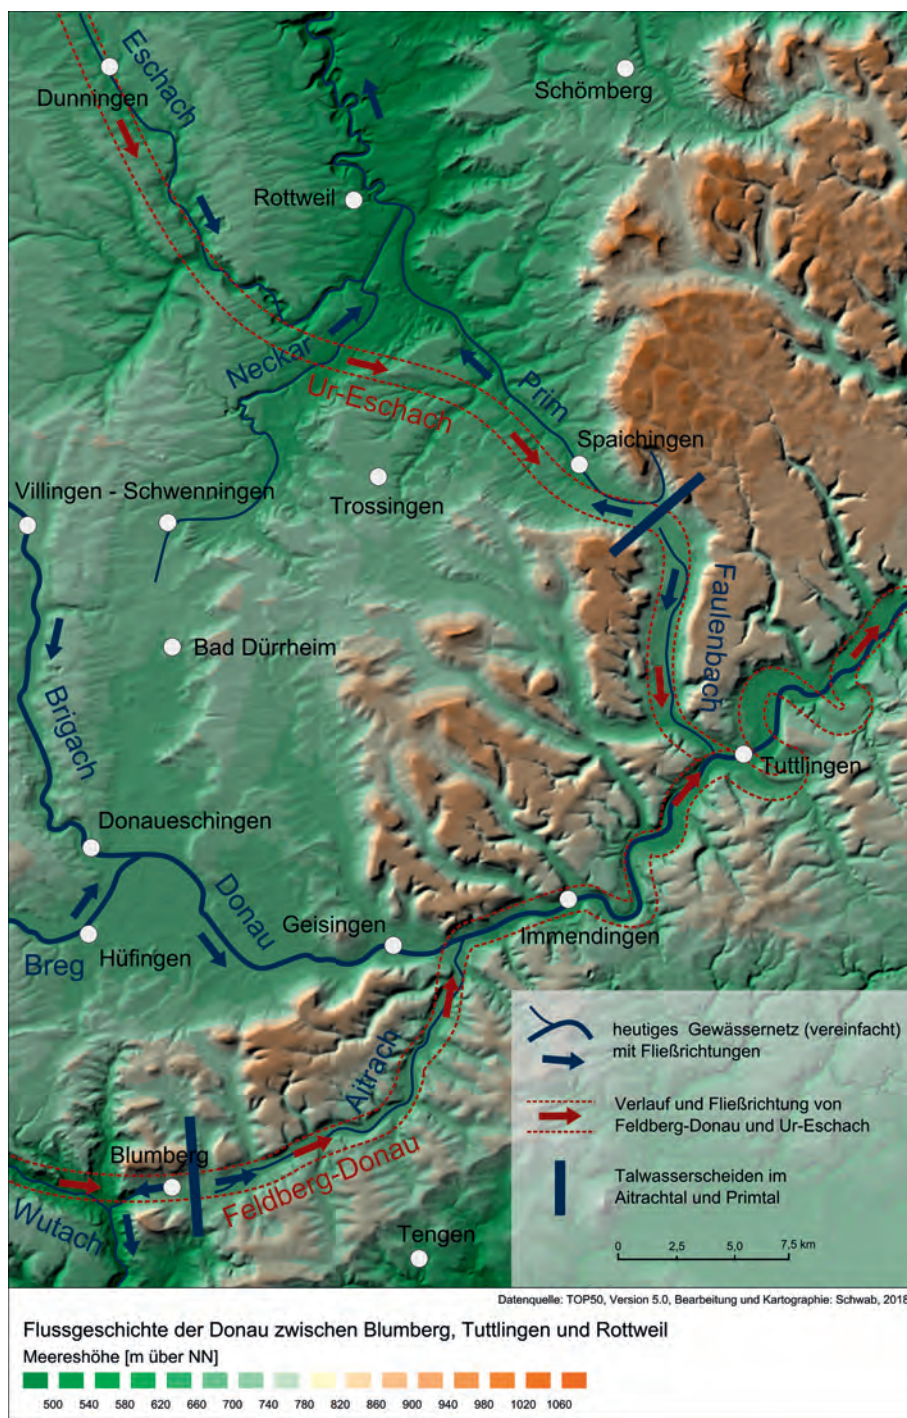 Eschach
Dunningen
Schömberg
Rottweil
Neckar
Ur-Eschach
Prim
Spaichingen
Villingen - Schwenningen
Trossingen
Faulenbach
Bad Dürrheim
Brigach
Tuttlingen
Donaueschingen
Donau
Geisingen
Immendingen
Breg
Hüfingen
Aitrach
Blumberg
Feldberg-Donau
Wutach
Tengen
heutiges Gewässernetz (vereinfacht)
mit Fließrichtungen
Verlauf und Fließrichtung von
Feldberg-Donau und Ur-Eschach
Talwasserscheiden im
Aitrachtal und Primtal
0 2,5 5,0 7,5 km
Datenquelle: TOP50, Version 5.0, Bearbeitung und Kartographie: Schwab, 2018
Flussgeschichte der Donau zwischen Blumberg, Tuttlingen und Rottweil
Meereshöhe [m über NN]
500 540 580 620 660 700 740 780 820 860 900 940 980 1020 1060